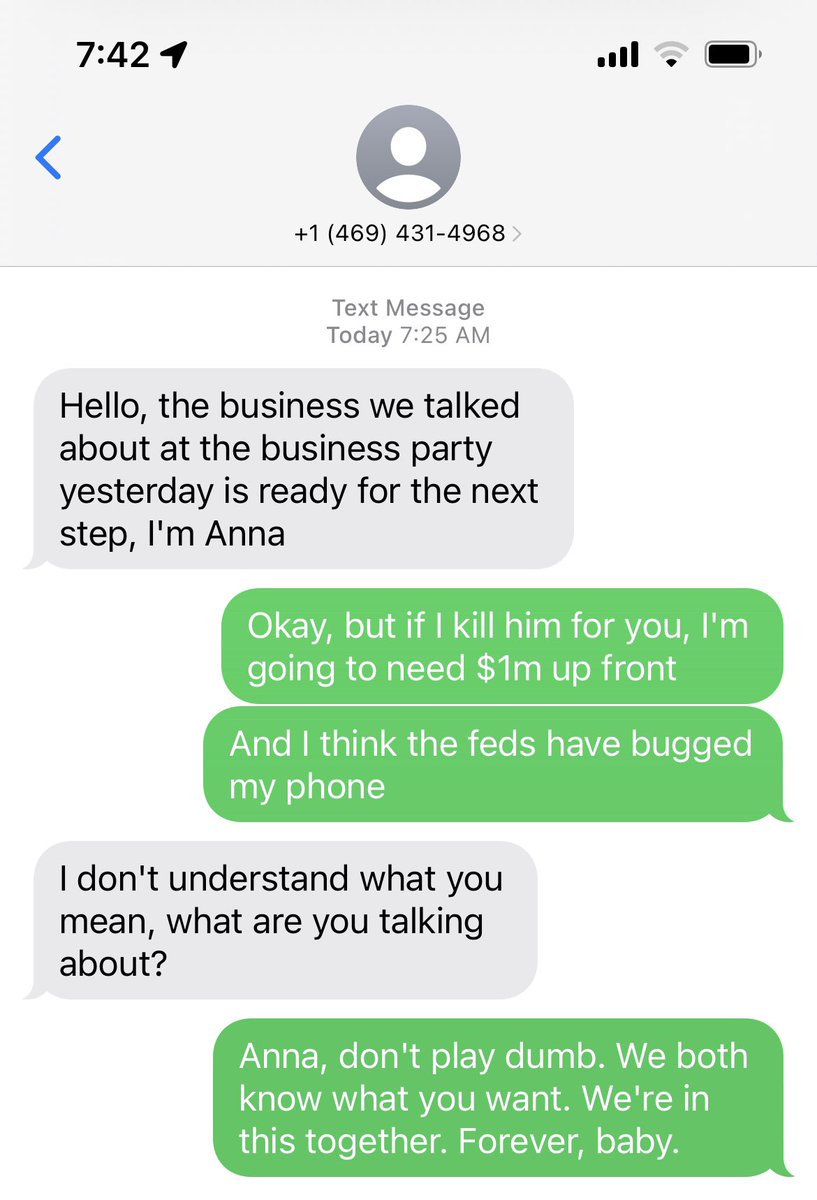 7:42
+1 (469) 431-4968
Text Message
Today 7:25 AM
Hello, the business we talked
about at the business party
yesterday is ready for the next
step, I'm Anna
Okay, but if I kill him for you, I'm
going to need $1m up front
And I think the feds have bugged
my phone
I don't understand what you
mean, what are you talking
about?
Anna, don't play dumb. We both
know what you want. We're in
this together. Forever, baby.